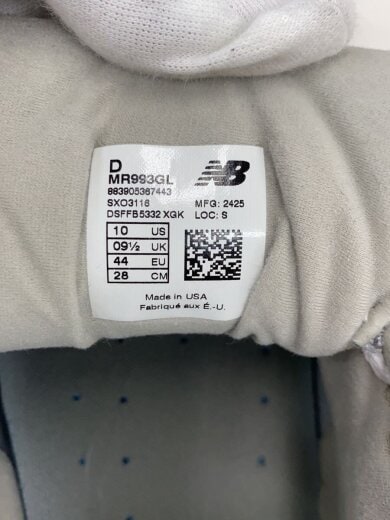 D
MR993GL
NB
883905367443
SXO3116 MFG: 2425
DSFFB5332 XGK LOC: S
10 US
09½ UK
44 EU
28 CM
Made in USA
Fabriqué aux É.-U.